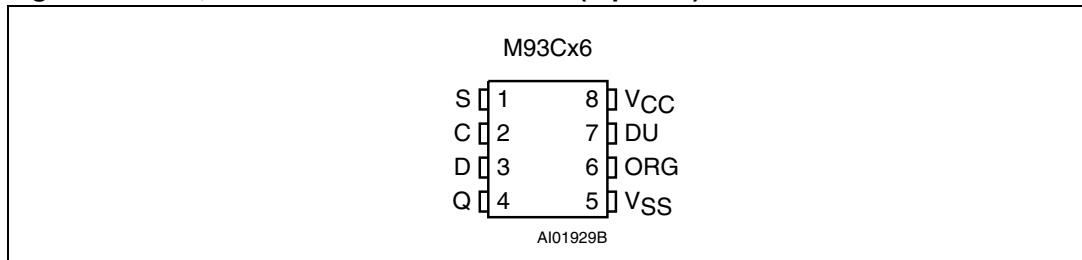 M93Cx6
S 1 8 VCC
C 2 7 DU
D 3 6 ORG
Q 4 5 VSS
AI01929B